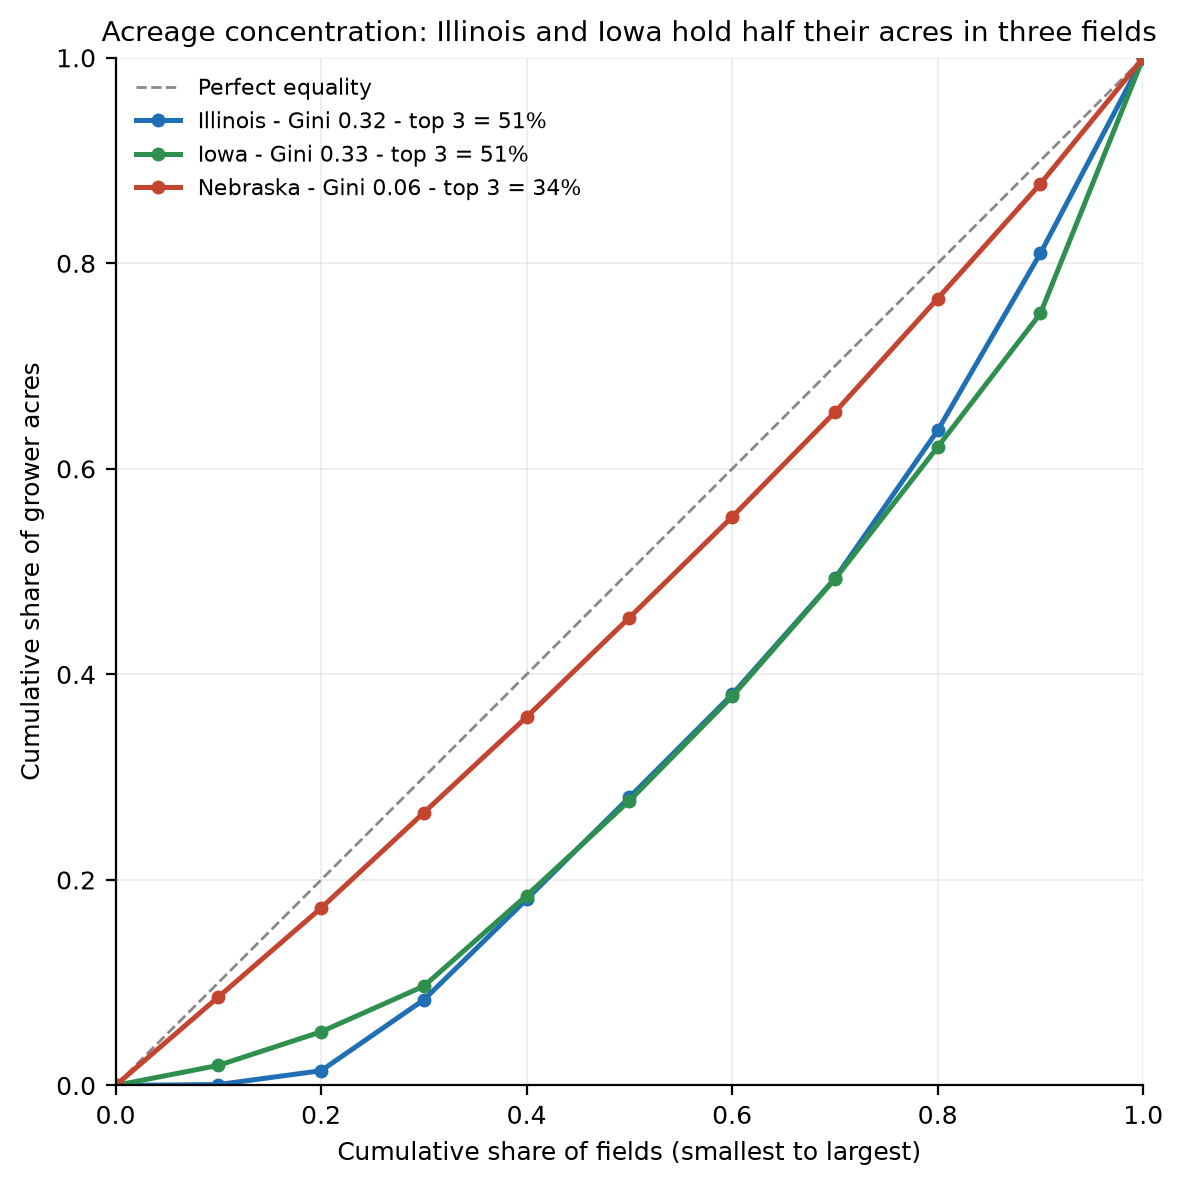 Acreage concentration: Illinois and Iowa hold half their acres in three fields
Perfect equality
Illinois - Gini 0.32 - top 3 = 51%
Iowa - Gini 0.33 - top 3 = 51%
Nebraska - Gini 0.06 - top 3 = 34%
Cumulative share of grower acres
1.0
0.8
0.6
0.4
0.2
0.0
0.0 0.2 0.4 0.6 0.8 1.0
Cumulative share of fields (smallest to largest)